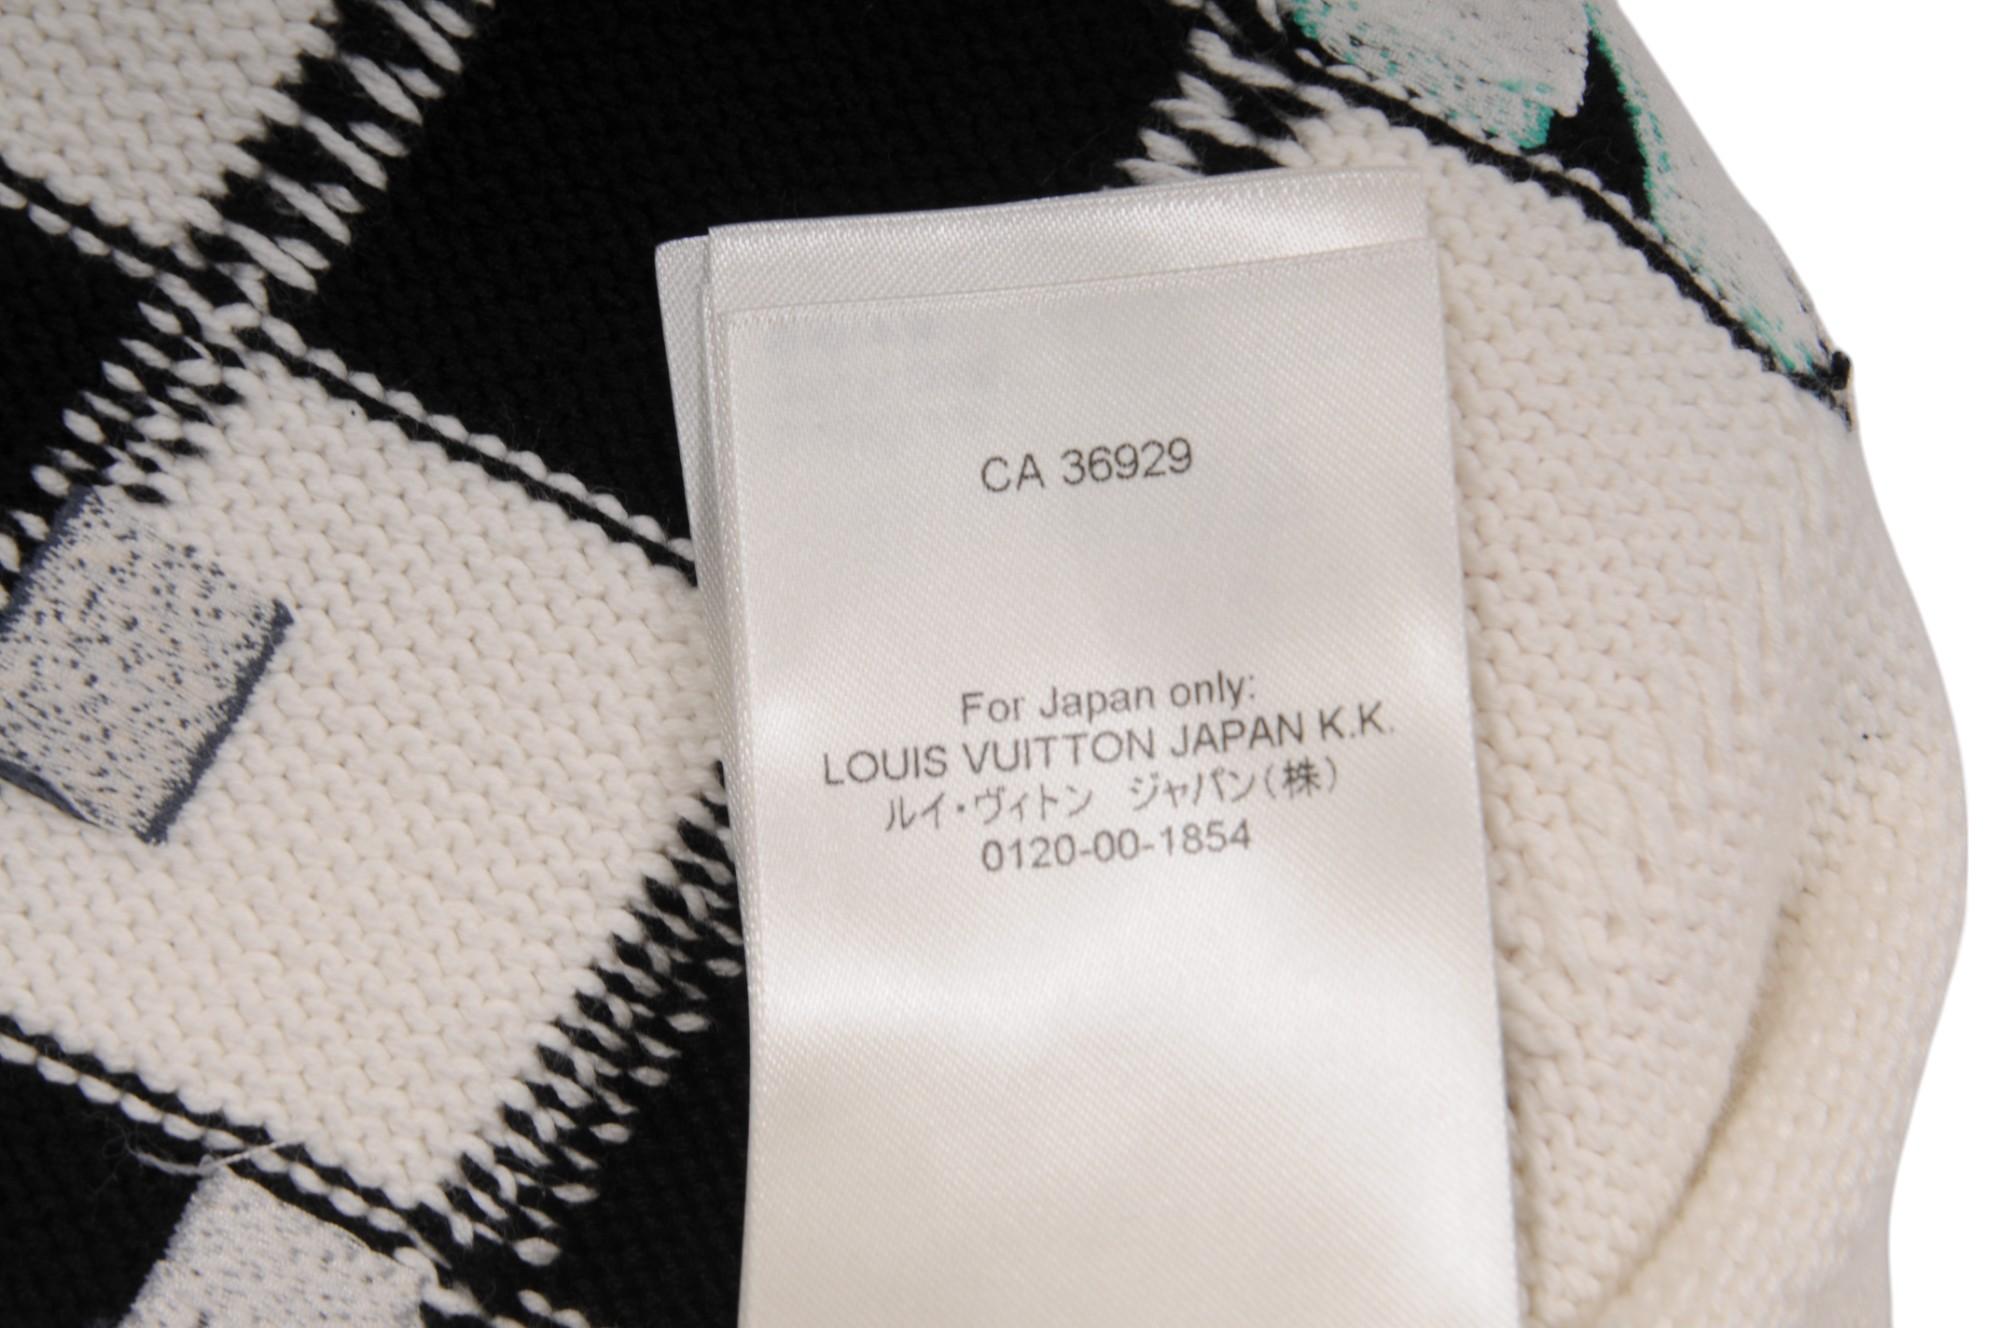 CA 36929
For Japan only:
LOUIS VUITTON JAPAN K.K.
ルイ・ヴィトン　ジャパン（株）
0120-00-1854